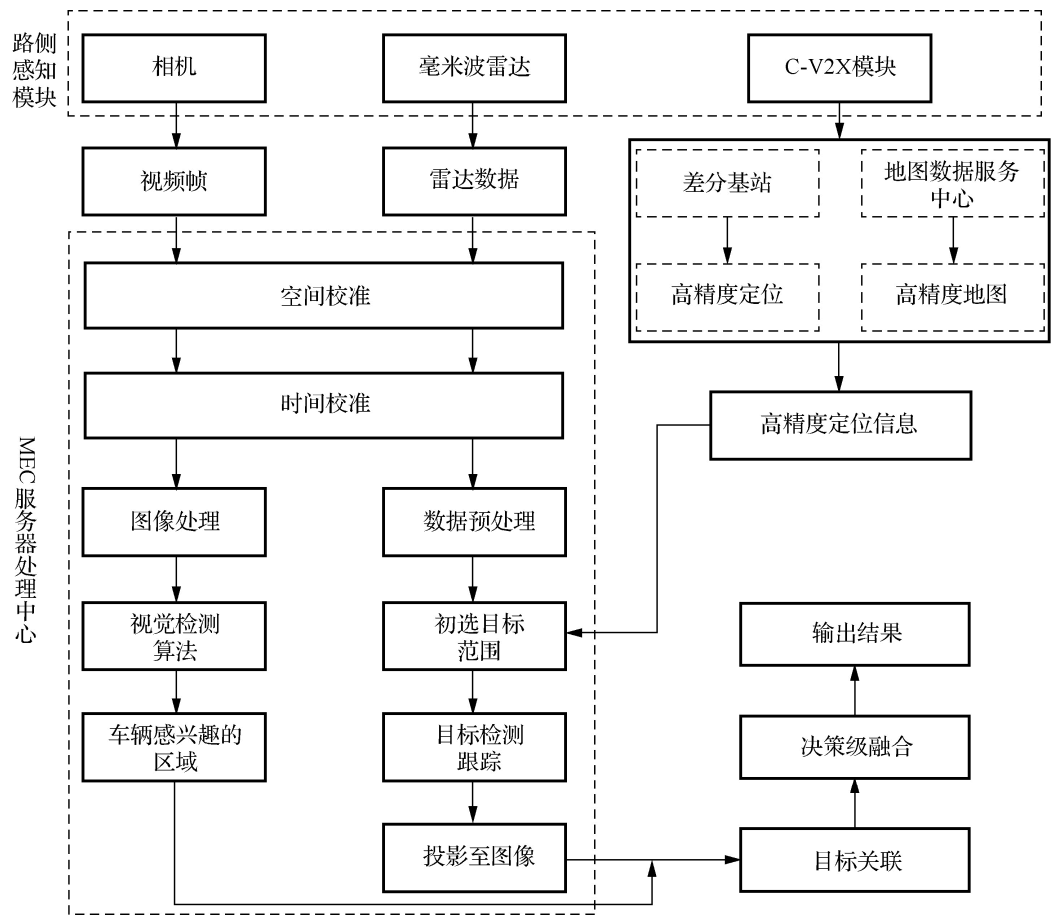 路侧
感知
模块
相机
毫米波雷达
C-V2X模块
视频帧
雷达数据
差分基站
地图数据服务
中心
高精度定位
高精度地图
空间校准
时间校准
高精度定位信息
MEC服务器处理中心
图像处理
数据预处理
视觉检测
算法
初选目标
范围
输出结果
车辆感兴趣的
区域
目标检测
跟踪
决策级融合
投影至图像
目标关联